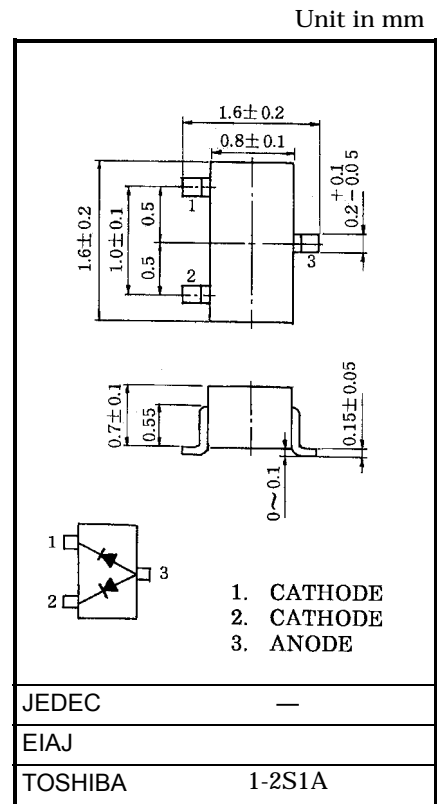 Unit in mm
1.6±0.2
0.8±0.1
+0.1
0.2-0.05
1
0.5
1.0±0.1
1.6±0.2
0.5
2
3
0.7±0.1
0.55
0.15±0.05
0~0.1
1
2
3
1. CATHODE
2. CATHODE
3. ANODE
JEDEC —
EIAJ
TOSHIBA 1-2S1A